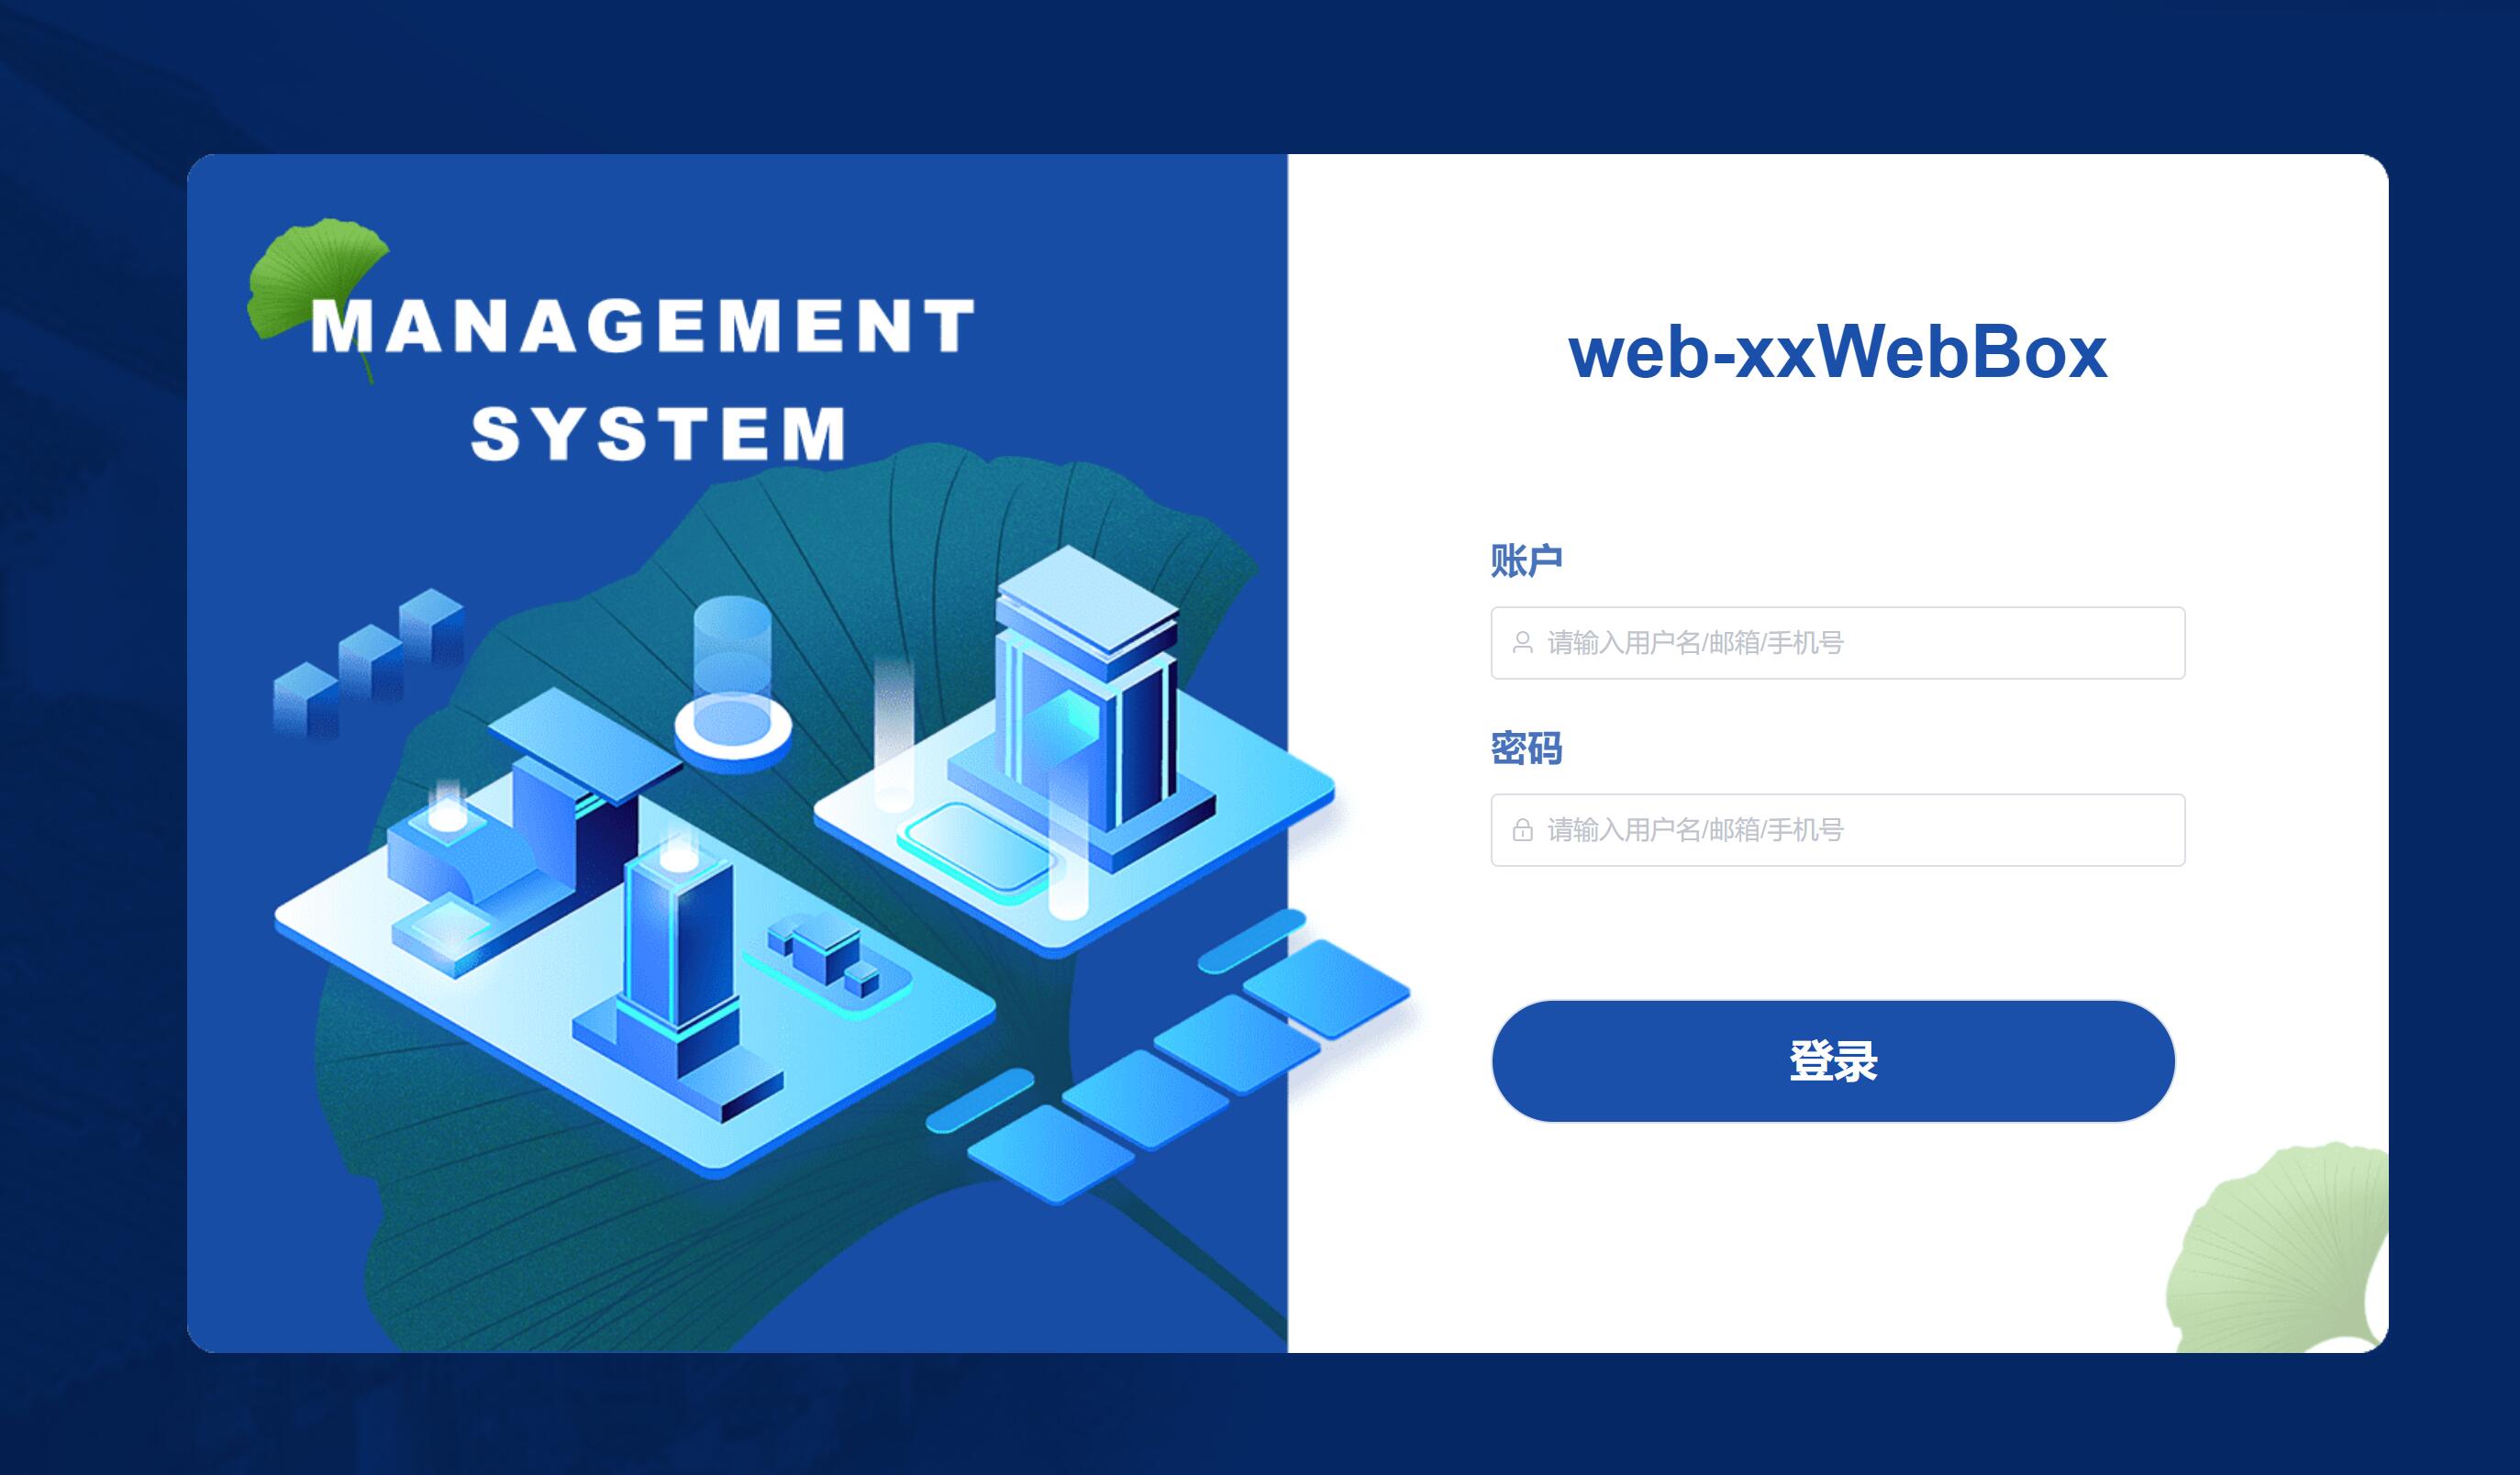 MANAGEMENT
SYSTEM
web-xxWebBox
账户
请输入用户名/邮箱/手机号
密码
请输入用户名/邮箱/手机号
登录